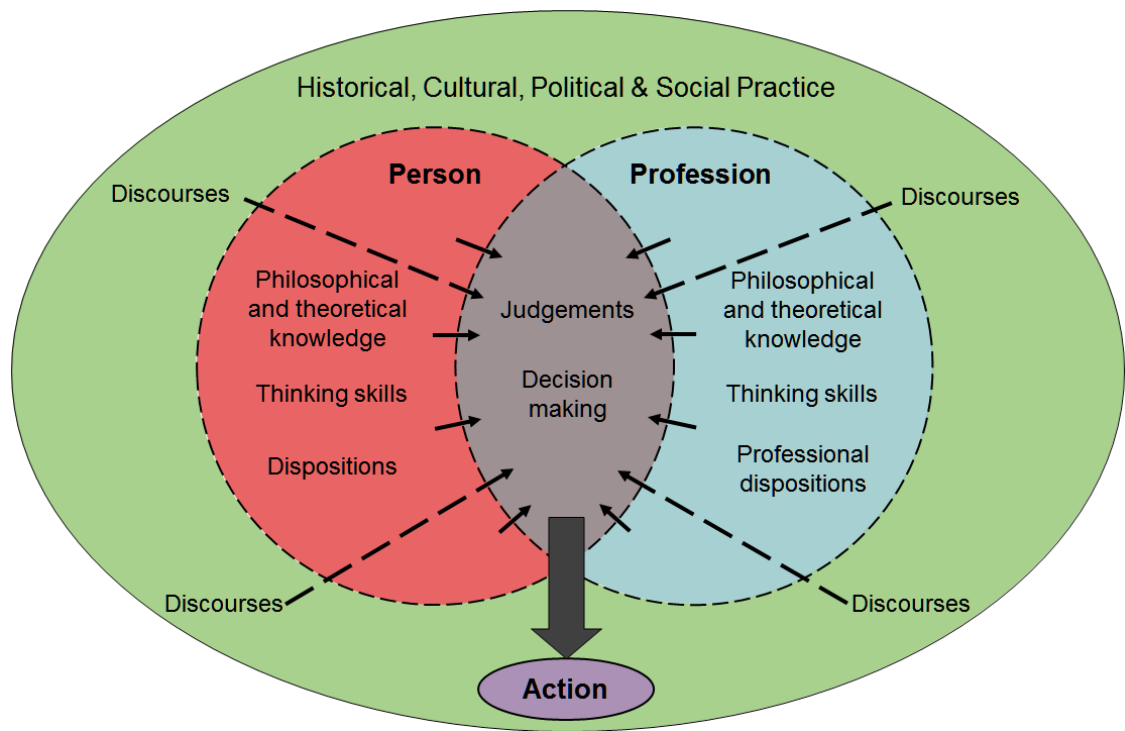 Historical, Cultural, Political & Social Practice
Person
Profession
Discourses
Discourses
Philosophical
and theoretical
knowledge
Thinking skills
Dispositions
Judgements
Decision
making
Philosophical
and theoretical
knowledge
Thinking skills
Professional
dispositions
Discourses
Discourses
Action